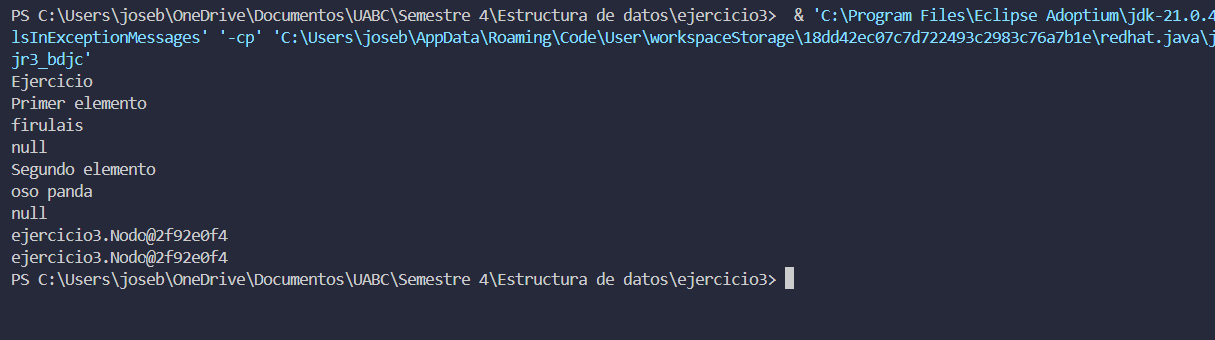 PS C:\Users\joseb\OneDrive\Documentos\UABC\Semestre 4\Estructura de datos\ejercicio3>  & 'C:\Program Files\Eclipse Adoptium\jdk-21.0.4
lsInExceptionMessages' '-cp' 'C:\Users\joseb\AppData\Roaming\Code\User\workspaceStorage\18dd42ec07c7d722493c2983c76a7b1e\redhat.java\j
jr3_bdjc'
Ejercicio
Primer elemento
firulais
null
Segundo elemento
oso panda
null
ejercicio3.Nodo@2f92e0f4
ejercicio3.Nodo@2f92e0f4
PS C:\Users\joseb\OneDrive\Documentos\UABC\Semestre 4\Estructura de datos\ejercicio3>